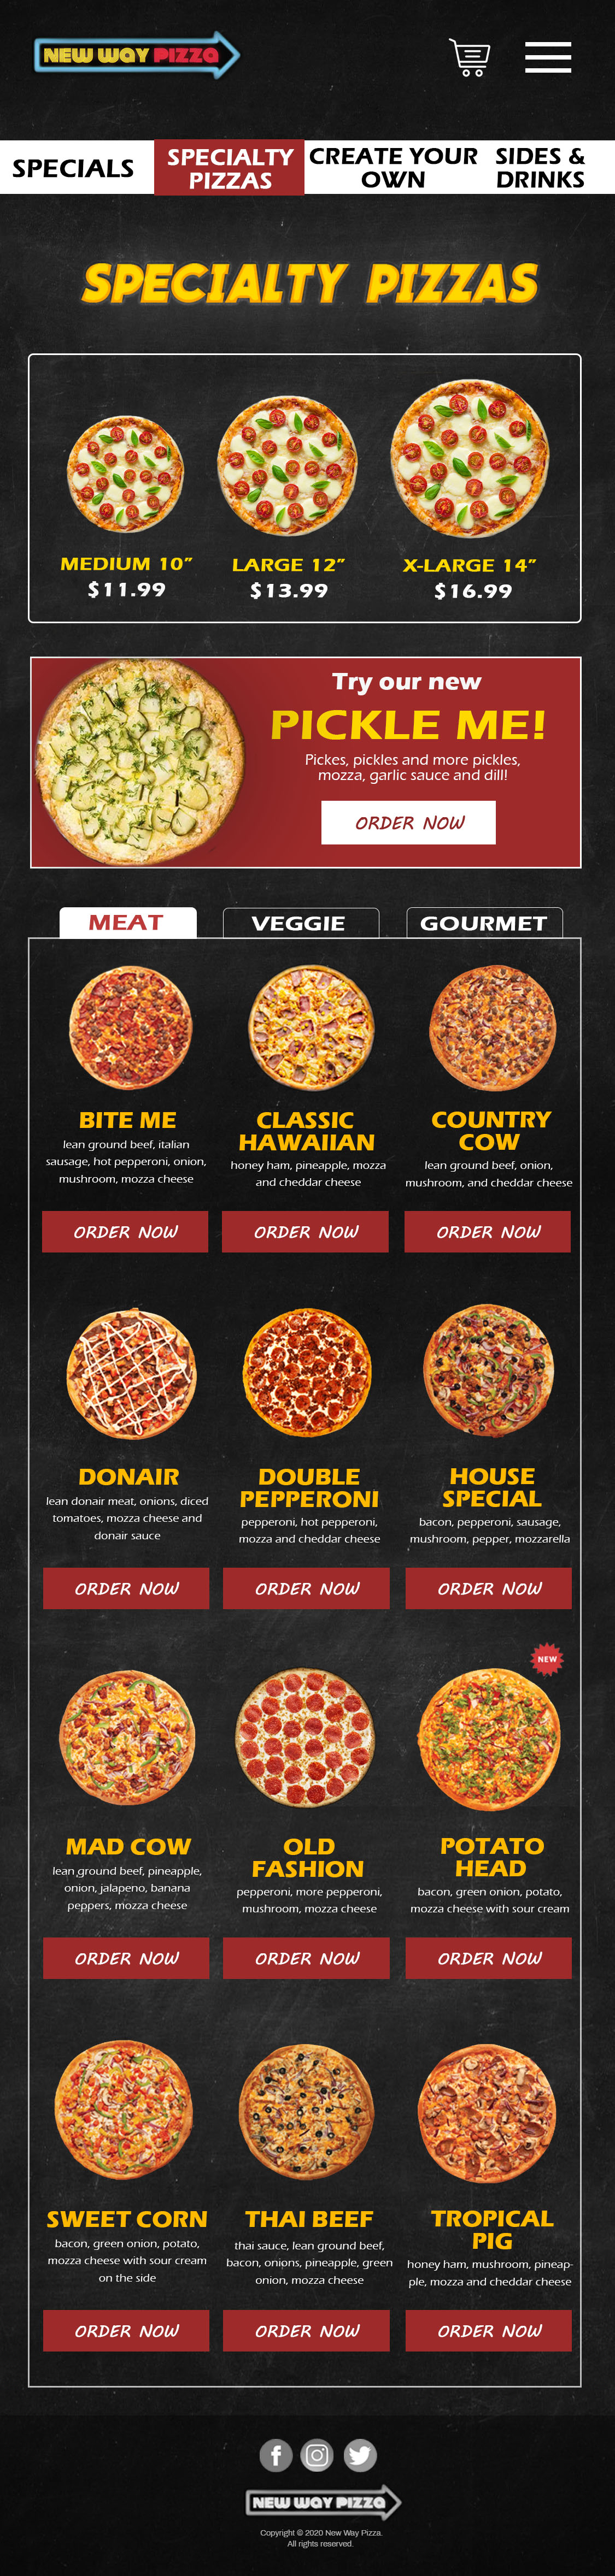 NEW WAY PIZZA
SPECIALS
SPECIALTY
PIZZAS
CREATE YOUR
OWN
SIDES &
DRINKS
SPECIALTY PIZZAS
MEDIUM 10”
$11.99
LARGE 12”
$13.99
X-LARGE 14”
$16.99
Try our new
PICKLE ME!
Pickes, pickles and more pickles,
mozza, garlic sauce and dill!
ORDER NOW
MEAT
VEGGIE
GOURMET
BITE ME
lean ground beef, italian
sausage, hot pepperoni, onion,
mushroom, mozza cheese
ORDER NOW
CLASSIC
HAWAIIAN
honey ham, pineapple, mozza
and cheddar cheese
ORDER NOW
COUNTRY
COW
lean ground beef, onion,
mushroom, and cheddar cheese
ORDER NOW
DONAIR
lean donair meat, onions, diced
tomatoes, mozza cheese and
donair sauce
ORDER NOW
DOUBLE
PEPPERONI
pepperoni, hot pepperoni,
mozza and cheddar cheese
ORDER NOW
HOUSE
SPECIAL
bacon, pepperoni, sausage,
mushroom, pepper, mozzarella
ORDER NOW
MAD COW
lean ground beef, pineapple,
onion, jalapeno, banana
peppers, mozza cheese
ORDER NOW
OLD
FASHION
pepperoni, more pepperoni,
mushroom, mozza cheese
ORDER NOW
NEW
POTATO
HEAD
bacon, green onion, potato,
mozza cheese with sour cream
ORDER NOW
SWEET CORN
bacon, green onion, potato,
mozza cheese with sour cream
on the side
ORDER NOW
THAI BEEF
thai sauce, lean ground beef,
bacon, onions, pineapple, green
onion, mozza cheese
ORDER NOW
TROPICAL
PIG
honey ham, mushroom, pineap-
ple, mozza and cheddar cheese
ORDER NOW
NEW WAY PIZZA
Copyright © 2020 New Way Pizza.
All rights reserved.